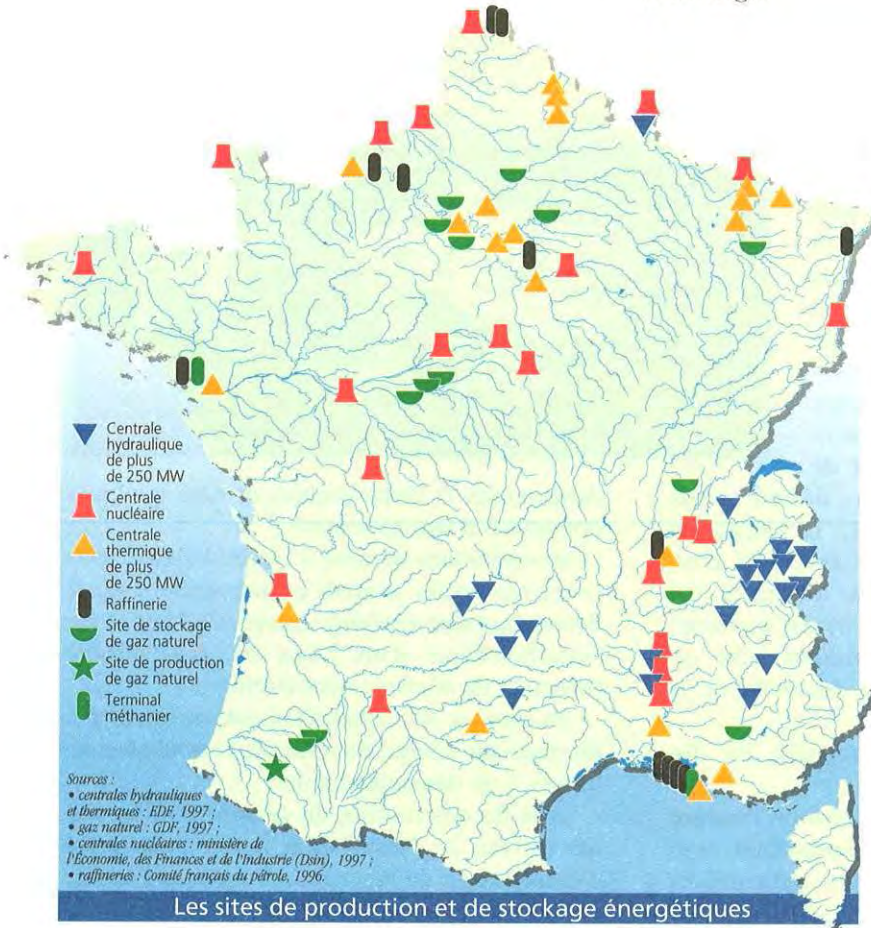 Centrale
hydraulique
de plus
de 250 MW
Centrale
nucléaire
Centrale
thermique
de plus
de 250 MW
Raffinerie
Site de stockage
de gaz naturel
Site de production
de gaz naturel
Terminal
méthanier
Sources :
• centrales hydrauliques
et thermiques : EDF, 1997 ;
• gaz naturel : GDF, 1997 ;
• centrales nucléaires : ministère de
l'Économie, des Finances et de l'Industrie (Dsin), 1997 ;
• raffineries : Comité français du pétrole, 1996.
Les sites de production et de stockage énergétiques